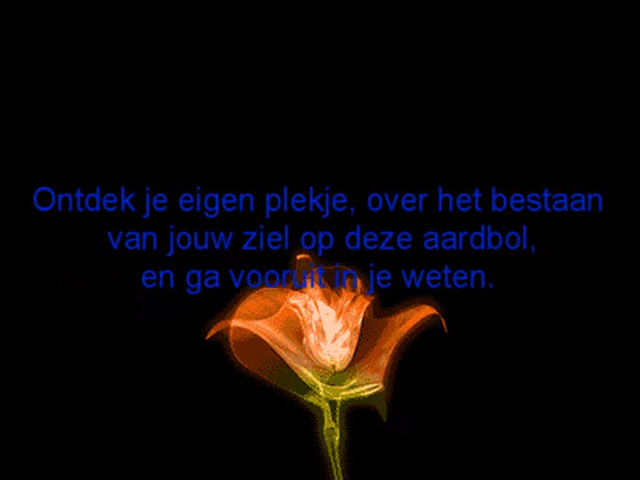 Ontdek je eigen plekje, over het bestaan
van jouw ziel op deze aardbol,
en ga vooruit in je weten.